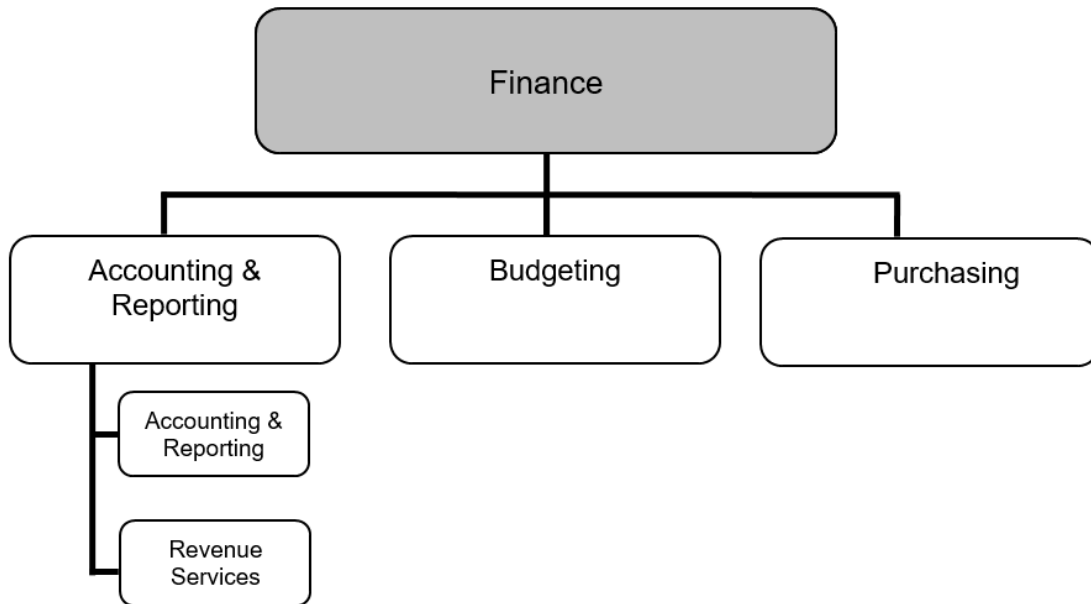 Finance
Accounting &
Reporting
Budgeting
Purchasing
Accounting &
Reporting
Revenue
Services